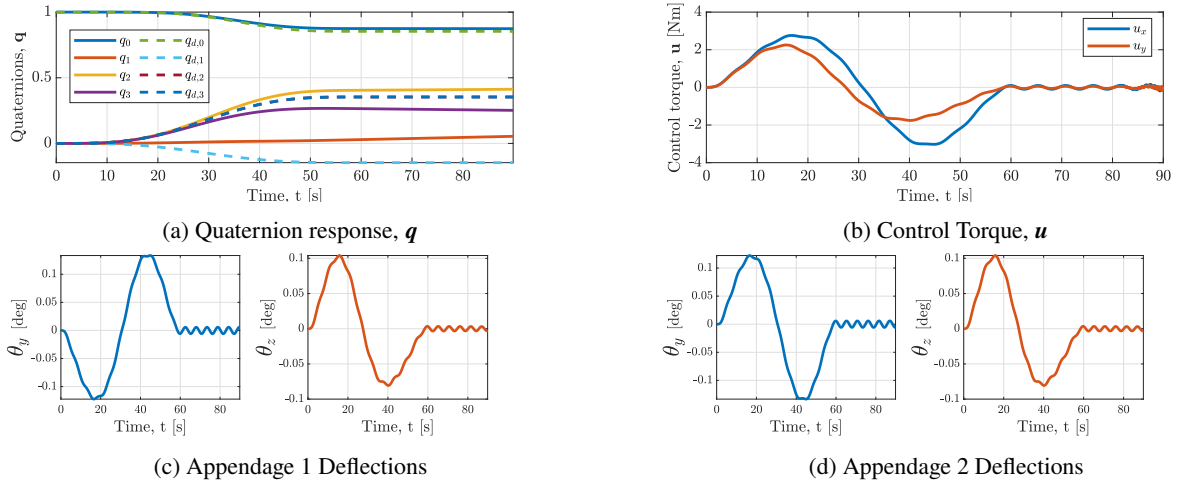 1
0.5
0
Quaternions, q
q0 qd,0
q1 qd,1
q2 qd,2
q3 qd,3
0 10 20 30 40 50 60 70 80
Time, t [s]
(a) Quaternion response, q
4
2
0
-2
-4
Control torque, u [Nm]
ux
uy
0 10 20 30 40 50 60 70 80 90
Time, t [s]
(b) Control Torque, u
0.1
0.05
0
-0.05
-0.1
θy [deg]
0 20 40 60 80
Time, t [s]
0.1
0.05
0
-0.05
-0.1
θz [deg]
0 20 40 60 80
Time, t [s]
(c) Appendage 1 Deflections
0.1
0.05
0
-0.05
-0.1
θy [deg]
0 20 40 60 80
Time, t [s]
0.1
0.05
0
-0.05
-0.1
θz [deg]
0 20 40 60 80
Time, t [s]
(d) Appendage 2 Deflections